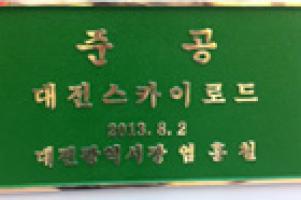 준 공
대전스카이로드
2013. 8. 2
대전광역시장 염홍철